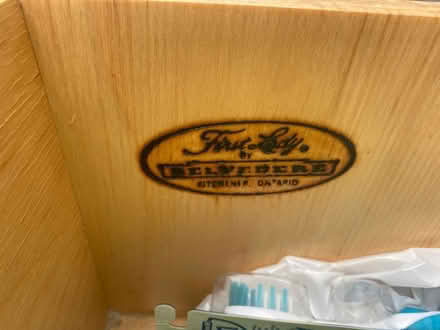 First Lady
BY
BELVEDERE
KITCHENER, ONTARIO